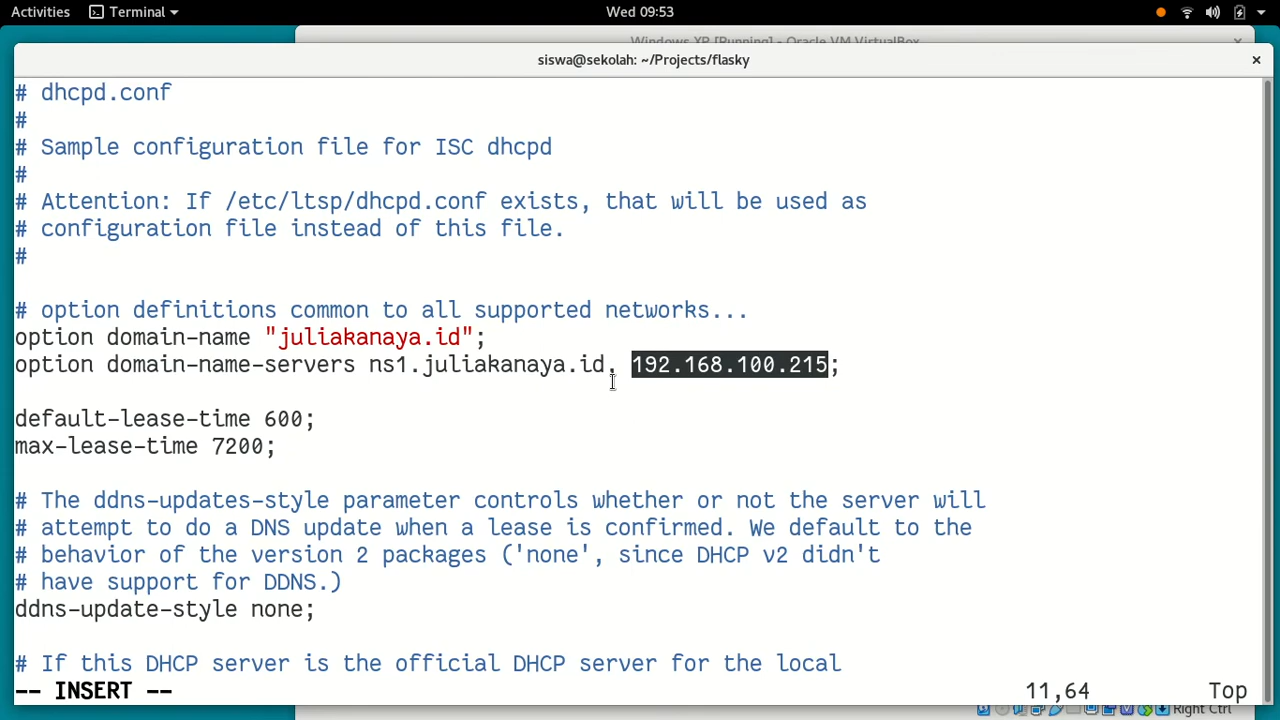 Activities Terminal Wed 09:53
Windows XP [Running] - Oracle VM VirtualBox
siswa@sekolah: ~/Projects/flasky
# dhcpd.conf
#
# Sample configuration file for ISC dhcpd
#
# Attention: If /etc/ltsp/dhcpd.conf exists, that will be used as
# configuration file instead of this file.
#
# option definitions common to all supported networks...
option domain-name "juliakanaya.id";
option domain-name-servers ns1.juliakanaya.id, 192.168.100.215;
default-lease-time 600;
max-lease-time 7200;
# The ddns-updates-style parameter controls whether or not the server will
# attempt to do a DNS update when a lease is confirmed. We default to the
# behavior of the version 2 packages ('none', since DHCP v2 didn't
# have support for DDNS.)
ddns-update-style none;
# If this DHCP server is the official DHCP server for the local
-- INSERT -- 11,64 Top
Right Ctrl